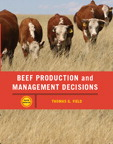 BEEF PRODUCTION and
MANAGEMENT DECISIONS
THOMAS G. FIELD